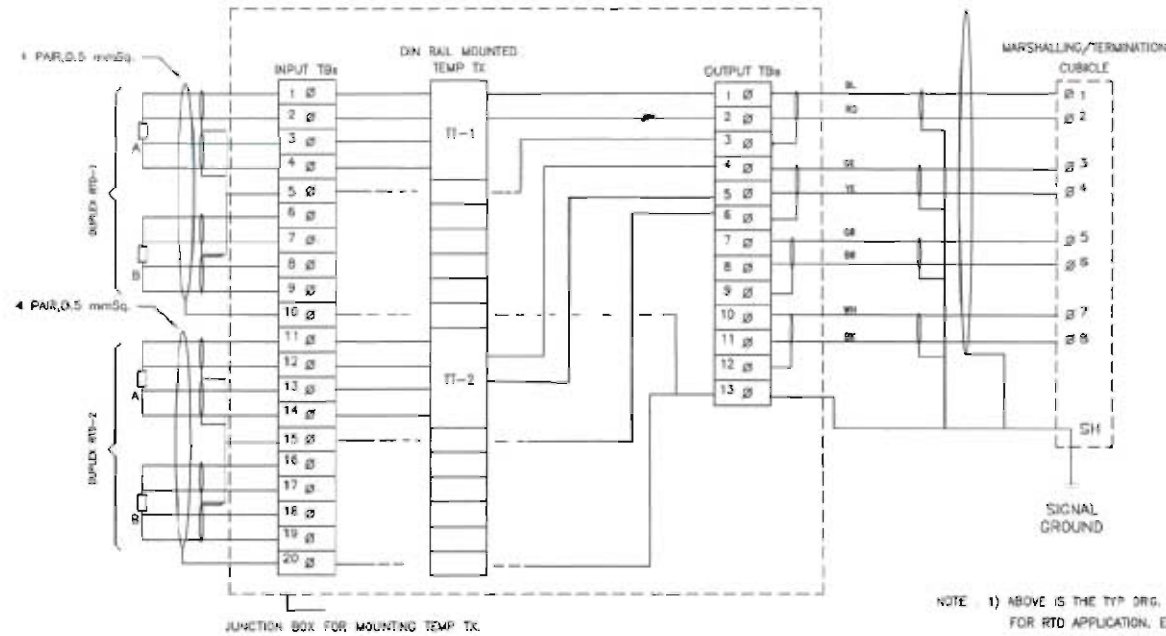 1 PAIR,0.5 mmSq.
DIN RAIL MOUNTED
TEMP TX
MARSHALLING/TERMINATION
CUBICLE
INPUT TBs
OUTPUT TBs
DUPLEX RTD-1
A
B
4 PAIR,0.5 mmSq.
DUPLEX RTD-2
A
B
1 Ø
2 Ø
3 Ø
4 Ø
5 Ø
6 Ø
7 Ø
8 Ø
9 Ø
10 Ø
11 Ø
12 Ø
13 Ø
14 Ø
15 Ø
16 Ø
17 Ø
18 Ø
19 Ø
20 Ø
TT-1
TT-2
1 Ø
2 Ø
3 Ø
4 Ø
5 Ø
6 Ø
7 Ø
8 Ø
9 Ø
10 Ø
11 Ø
12 Ø
13 Ø
BL
RD
YE
BR
WH
Ø 1
Ø 2
Ø 3
Ø 4
Ø 5
Ø 6
Ø 7
Ø 8
SH
SIGNAL
GROUND
JUNCTION BOX FOR MOUNTING TEMP TX.
NOTE 1) ABOVE IS THE TYP DRG.
FOR RTD APPLICATION. E